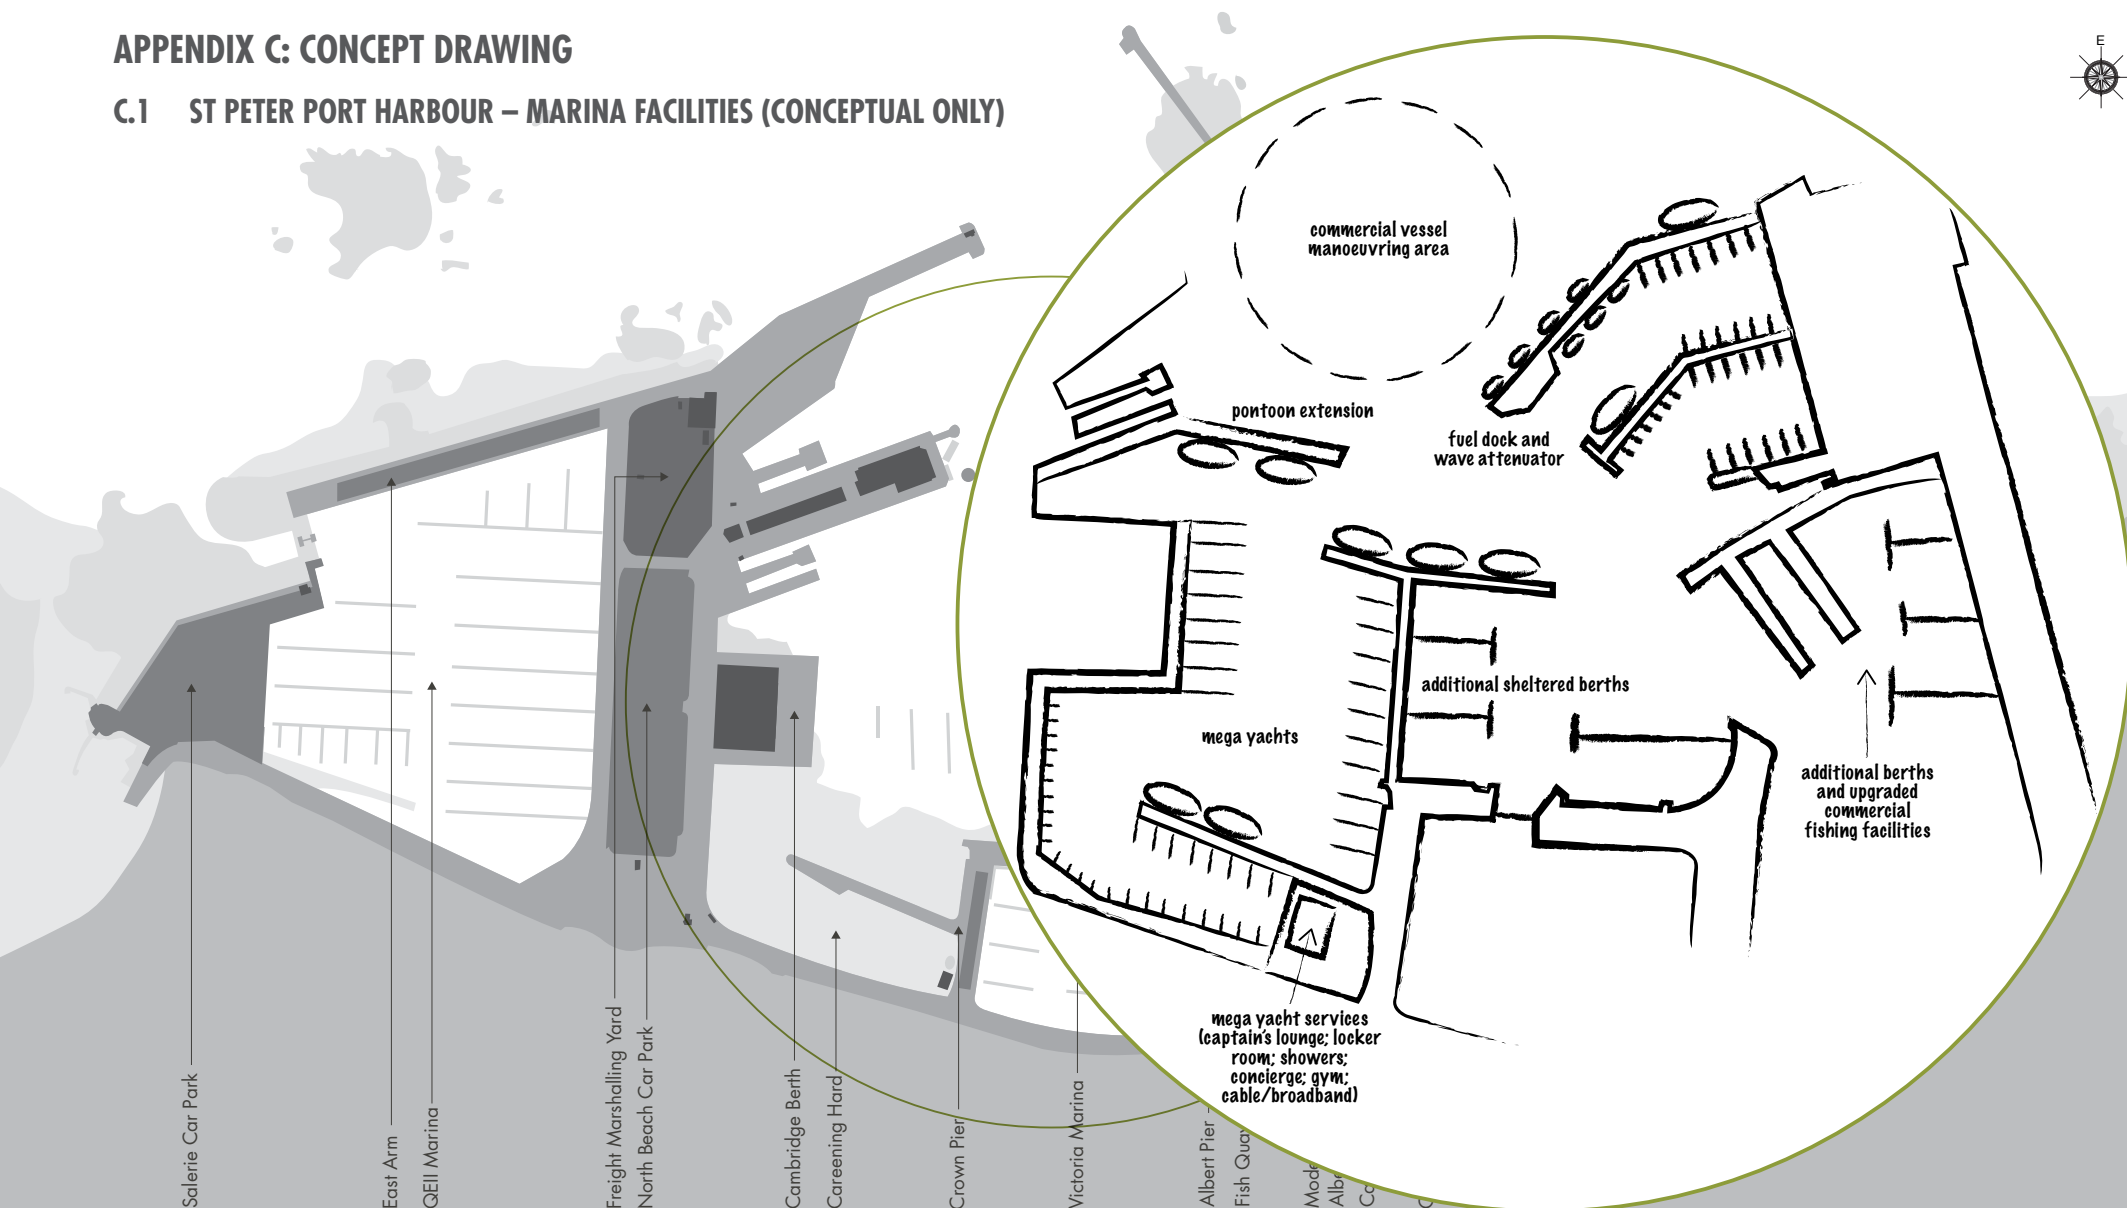 APPENDIX C: CONCEPT DRAWING
C.1 ST PETER PORT HARBOUR – MARINA FACILITIES (CONCEPTUAL ONLY)
E
commercial vessel
manoeuvring area
pontoon extension
fuel dock and
wave attenuator
additional sheltered berths
mega yachts
additional berths
and upgraded
commercial
fishing facilities
mega yacht services
(captain's lounge; locker
room; showers;
concierge; gym;
cable/broadband)
Salerie Car Park
East Arm
QEII Marina
Freight Marshalling Yard
North Beach Car Park
Cambridge Berth
Careening Hard
Crown Pier
Victoria Marina
Albert Pier
Fish Quay